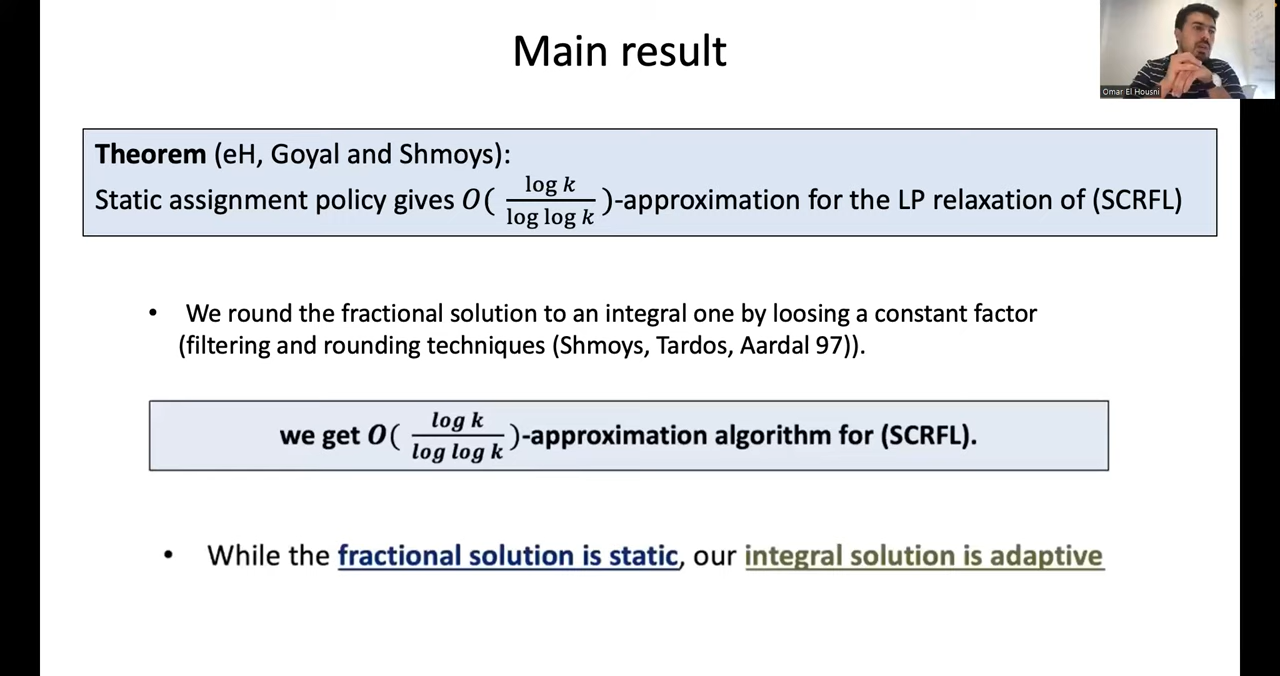 Main result
Omar El Housni
Theorem (eH, Goyal and Shmoys):
Static assignment policy gives O( log k / log log k )-approximation for the LP relaxation of (SCRFL)
• We round the fractional solution to an integral one by loosing a constant factor
(filtering and rounding techniques (Shmoys, Tardos, Aardal 97)).
we get O( log k / log log k )-approximation algorithm for (SCRFL).
• While the fractional solution is static, our integral solution is adaptive